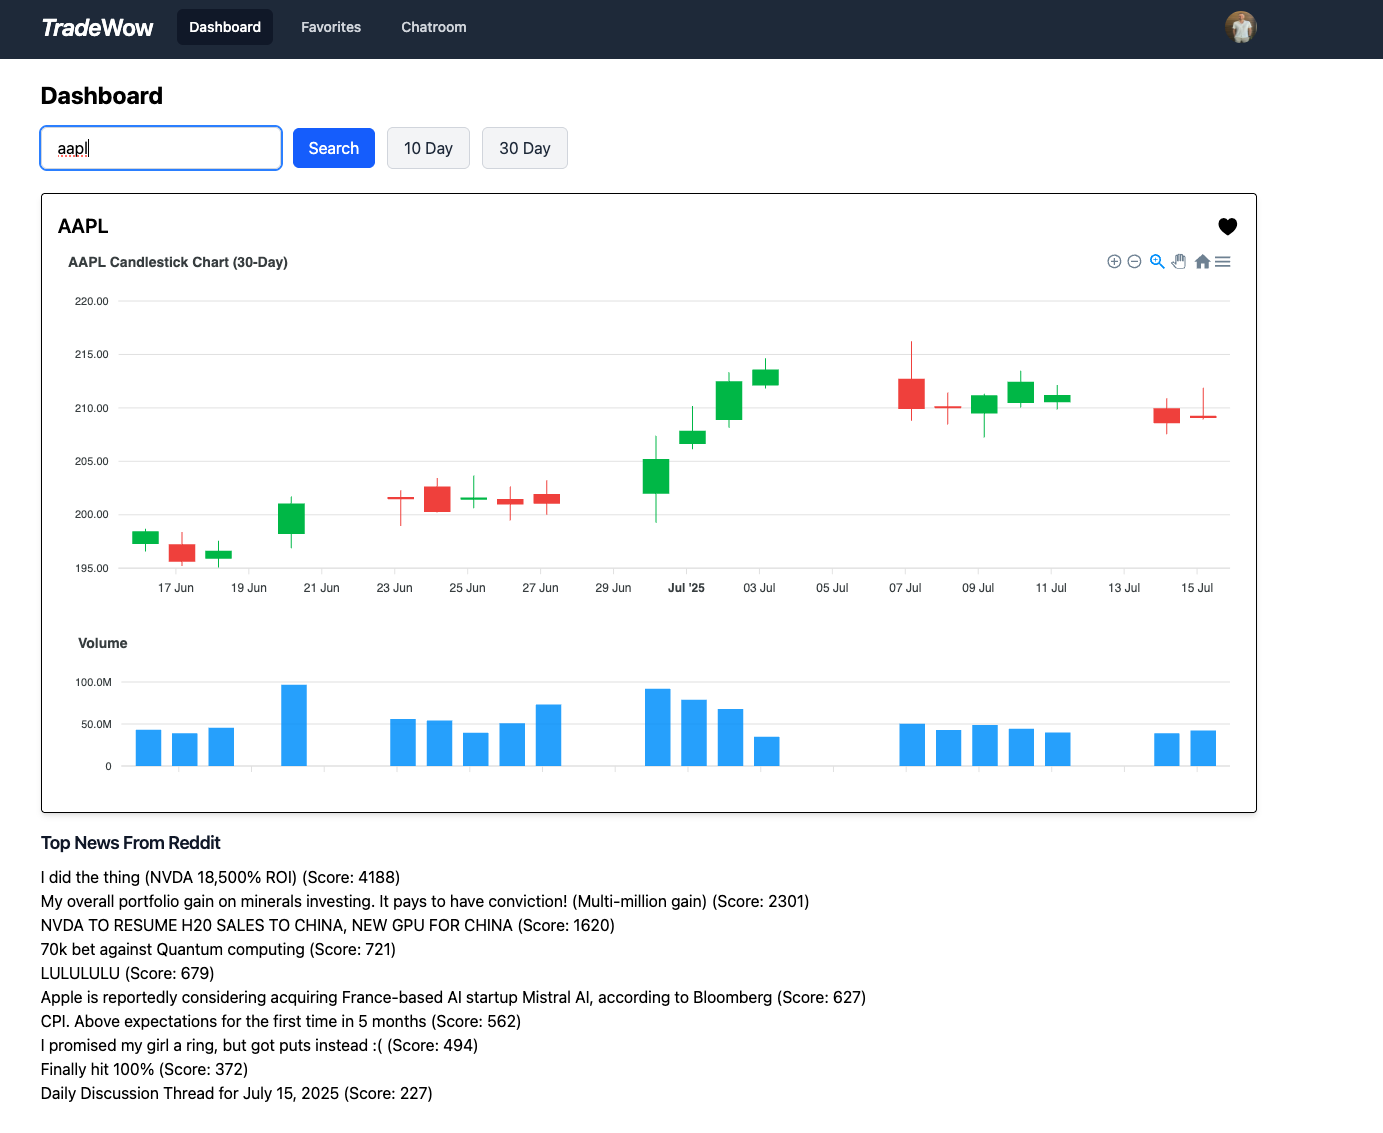 TradeWow Dashboard Favorites Chatroom
Dashboard
aapl Search 10 Day 30 Day
AAPL
AAPL Candlestick Chart (30-Day)
220.00
215.00
210.00
205.00
200.00
195.00
17 Jun 19 Jun 21 Jun 23 Jun 25 Jun 27 Jun 29 Jun Jul '25 03 Jul 05 Jul 07 Jul 09 Jul 11 Jul 13 Jul 15 Jul
Volume
100.0M
50.0M
0
Top News From Reddit
I did the thing (NVDA 18,500% ROI) (Score: 4188)
My overall portfolio gain on minerals investing. It pays to have conviction! (Multi-million gain) (Score: 2301)
NVDA TO RESUME H20 SALES TO CHINA, NEW GPU FOR CHINA (Score: 1620)
70k bet against Quantum computing (Score: 721)
LULULULU (Score: 679)
Apple is reportedly considering acquiring France-based AI startup Mistral AI, according to Bloomberg (Score: 627)
CPI. Above expectations for the first time in 5 months (Score: 562)
I promised my girl a ring, but got puts instead :( (Score: 494)
Finally hit 100% (Score: 372)
Daily Discussion Thread for July 15, 2025 (Score: 227)